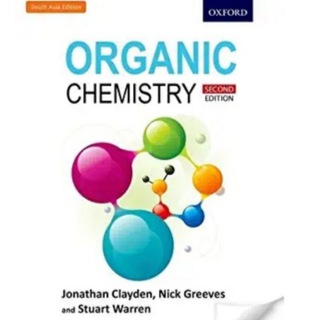 South Asia Edition
OXFORD
ORGANIC
CHEMISTRY SECOND EDITION
Jonathan Clayden, Nick Greeves
and Stuart Warren